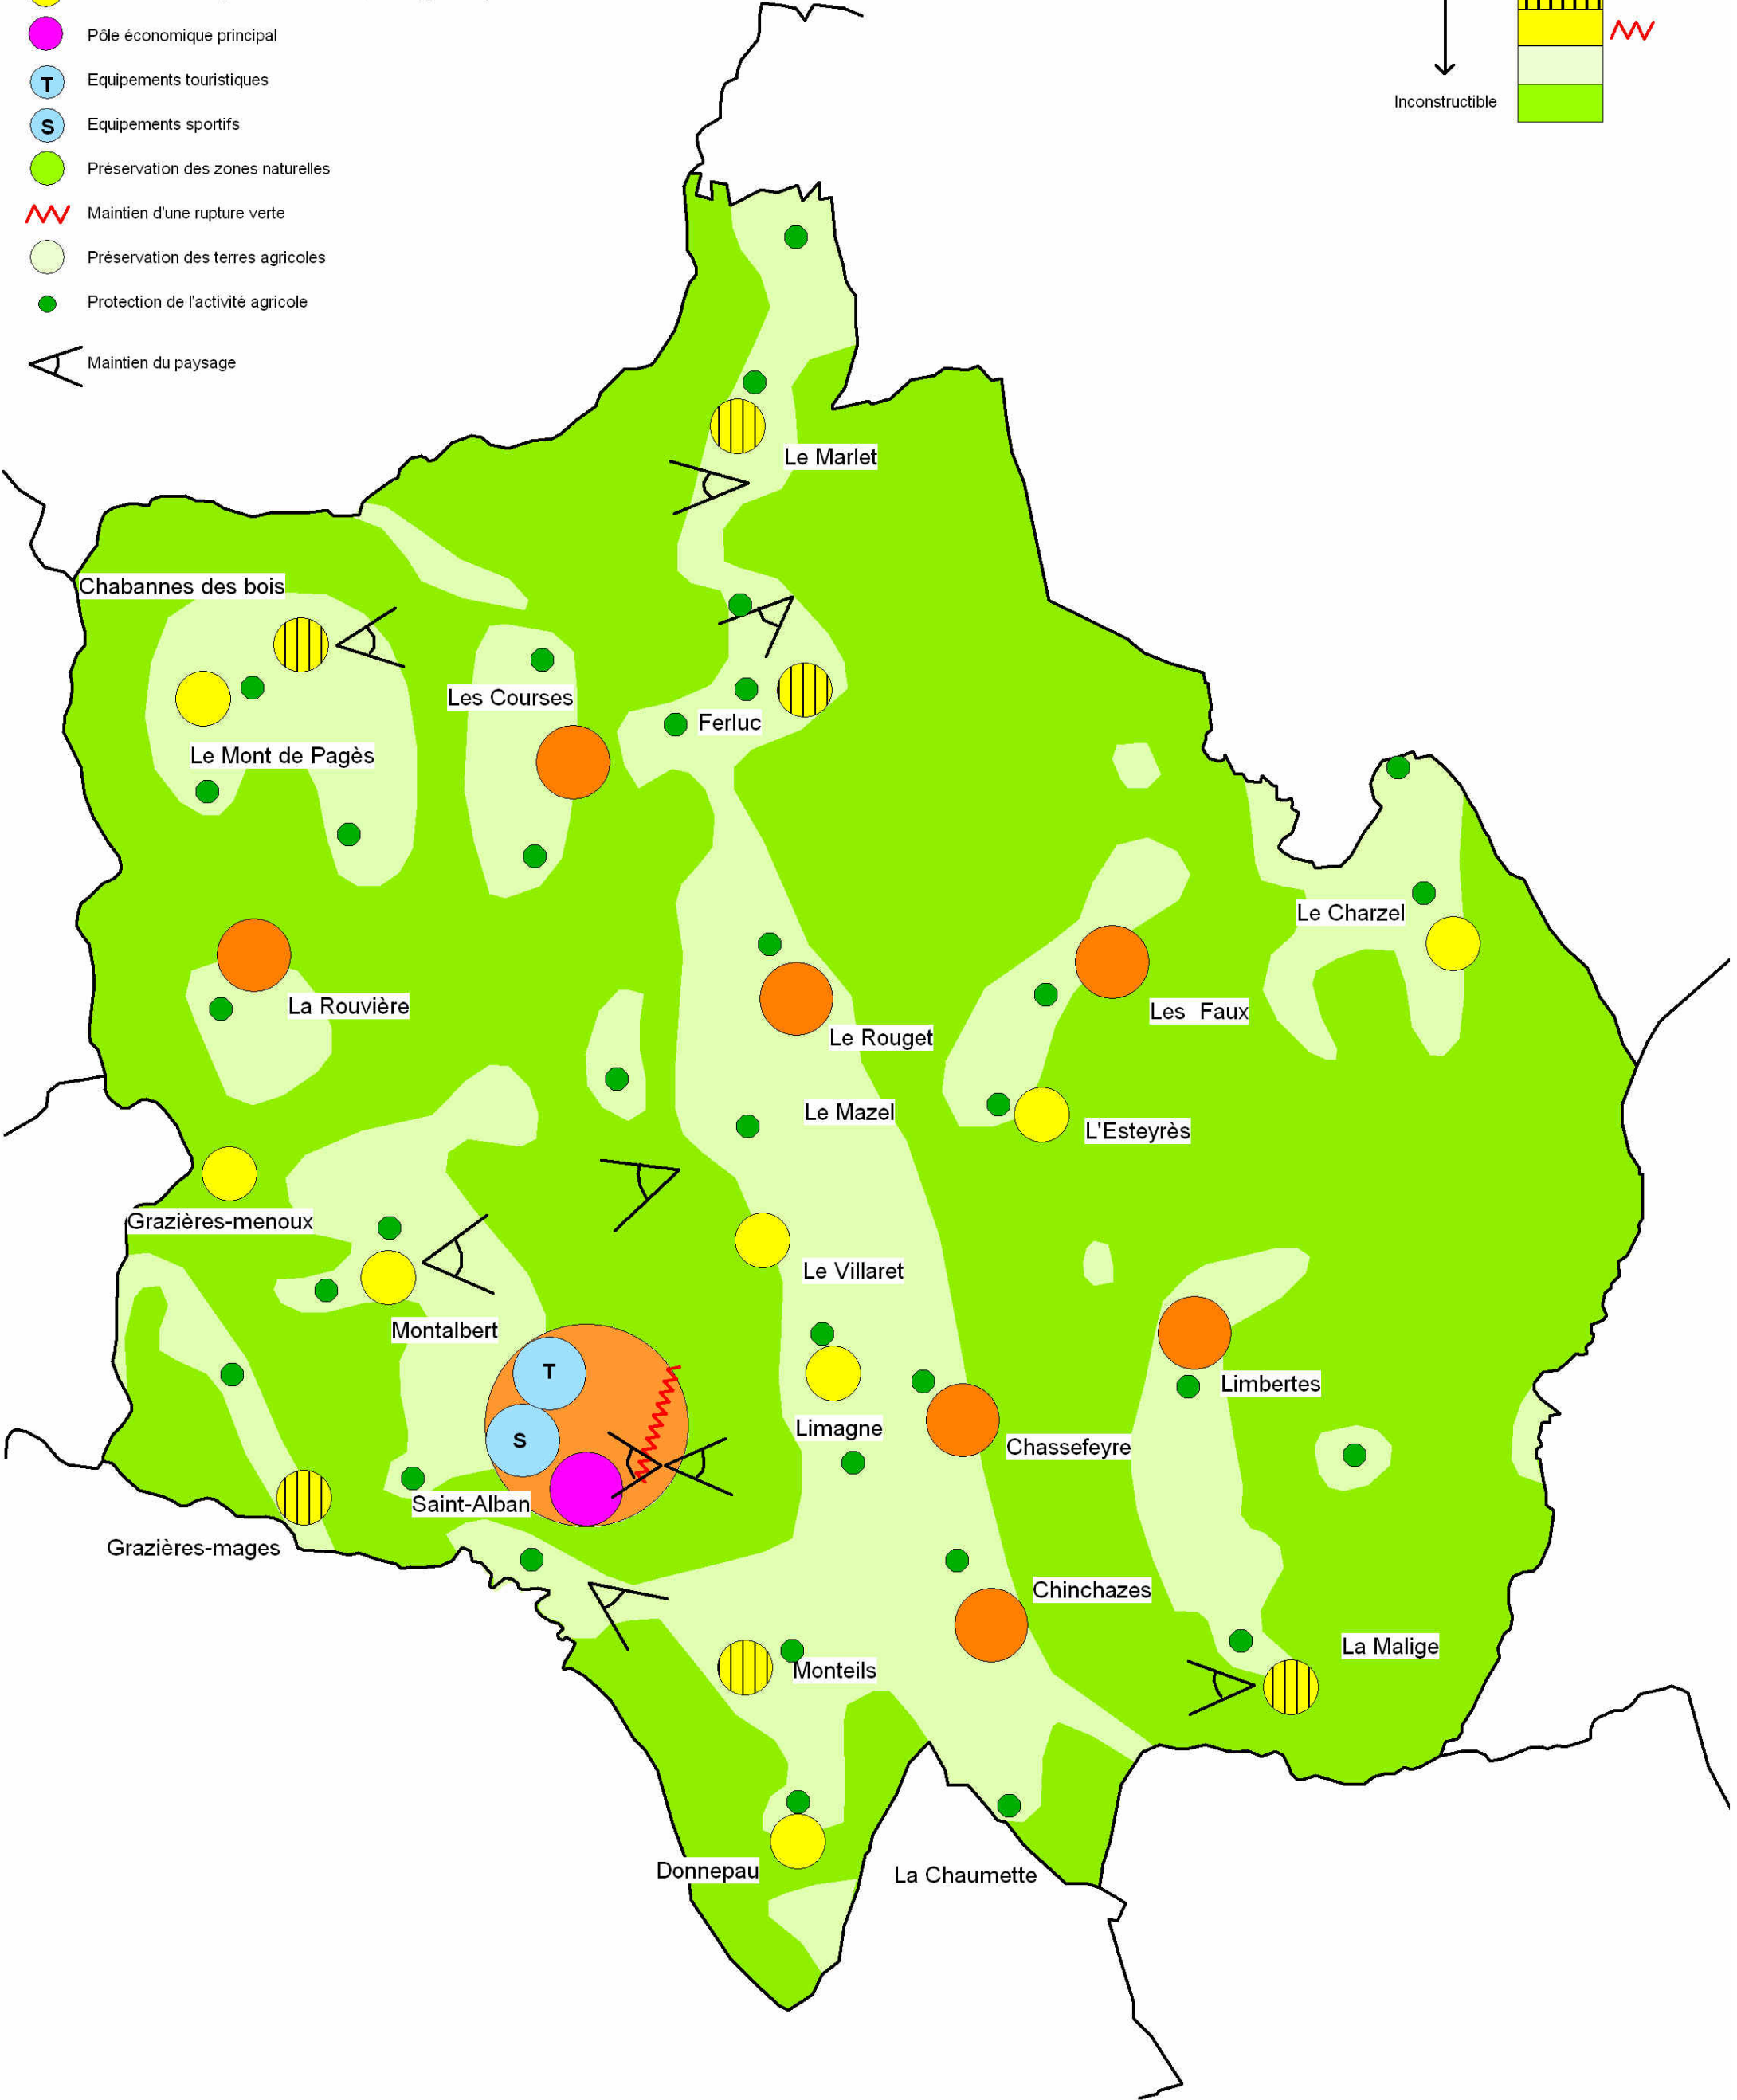 Pôle économique principal
T
Equipements touristiques
S
Equipements sportifs
Préservation des zones naturelles
Maintien d'une rupture verte
Préservation des terres agricoles
Protection de l'activité agricole
Maintien du paysage
Inconstructible
Le Marlet
Chabannes des bois
Les Courses
Ferluc
Le Mont de Pagès
Le Charzel
La Rouvière
Les Faux
Le Rouget
Le Mazel
L'Esteyrès
Grazières-menoux
Le Villaret
Montalbert
T
Limbertes
Limagne
S
Chassefeyre
Saint-Alban
Grazières-mages
Chinchazes
La Malige
Monteils
Donnepau
La Chaumette